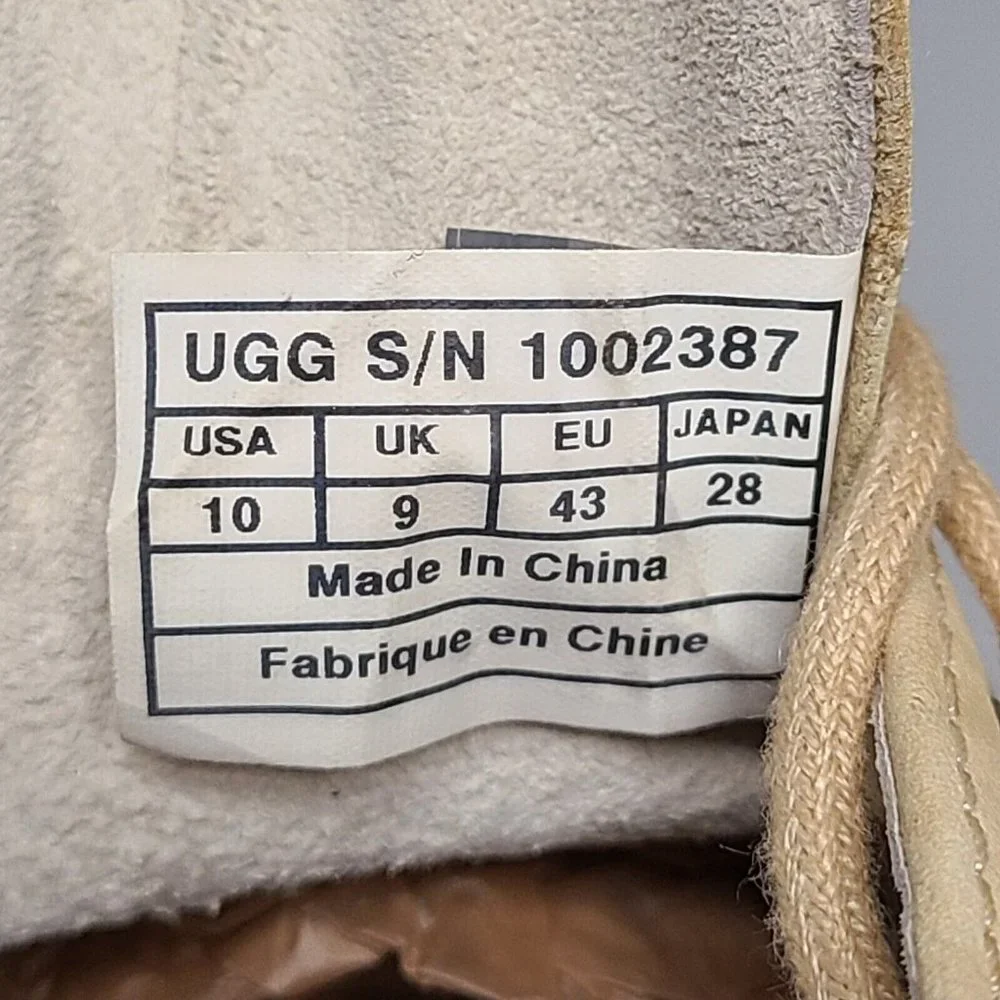 UGG S/N 1002387
USA UK EU JAPAN
10 9 43 28
Made In China
Fabrique en Chine